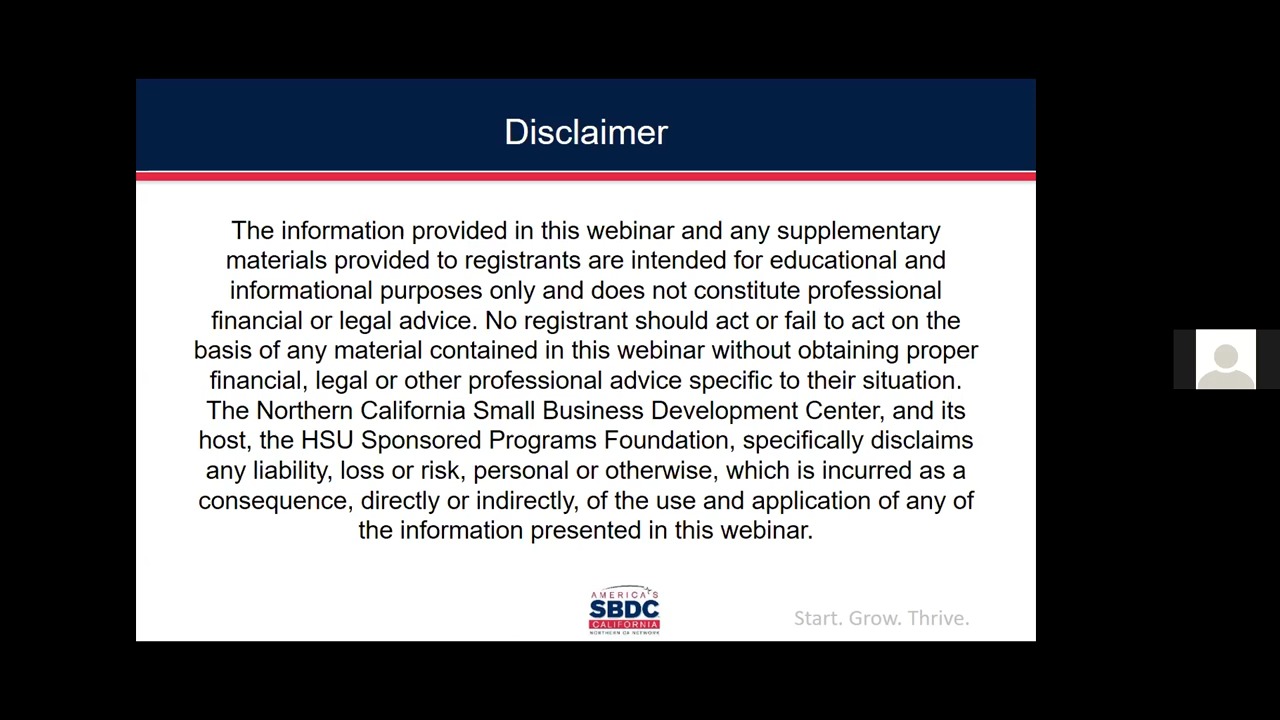 Disclaimer
The information provided in this webinar and any supplementary
materials provided to registrants are intended for educational and
informational purposes only and does not constitute professional
financial or legal advice. No registrant should act or fail to act on the
basis of any material contained in this webinar without obtaining proper
financial, legal or other professional advice specific to their situation.
The Northern California Small Business Development Center, and its
host, the HSU Sponsored Programs Foundation, specifically disclaims
any liability, loss or risk, personal or otherwise, which is incurred as a
consequence, directly or indirectly, of the use and application of any of
the information presented in this webinar.
AMERICA'S
SBDC
CALIFORNIA
NORTHERN CA NETWORK
Start. Grow. Thrive.